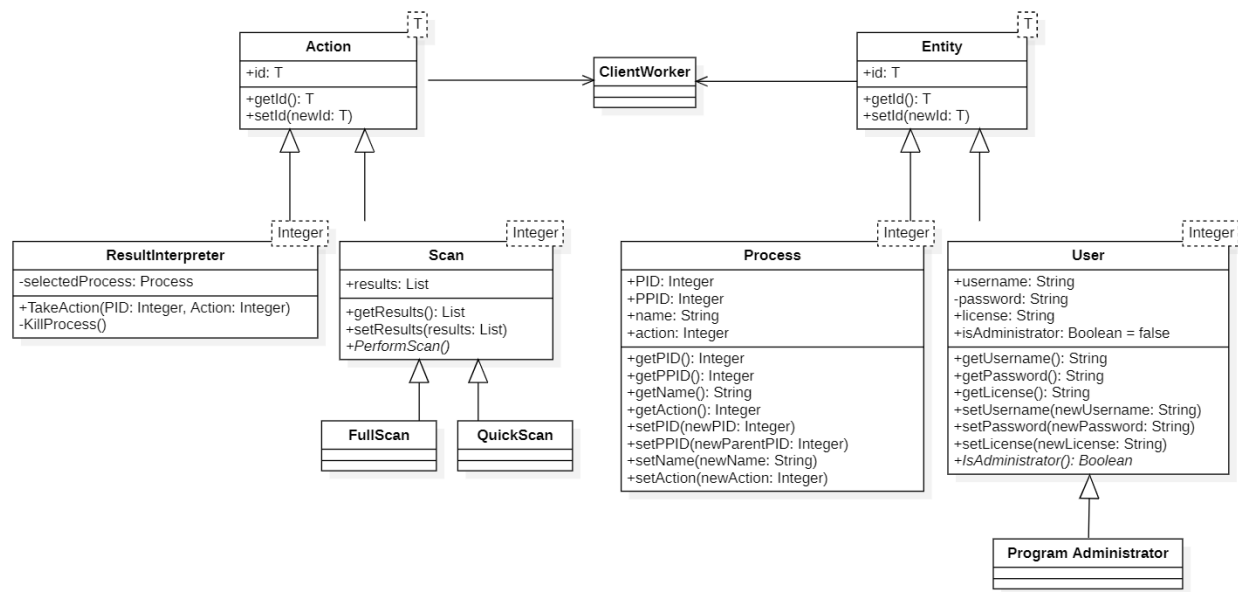 T
Action
+id: T
+getId(): T
+setId(newId: T)
ClientWorker
T
Entity
+id: T
+getId(): T
+setId(newId: T)
Integer
ResultInterpreter
-selectedProcess: Process
+TakeAction(PID: Integer, Action: Integer)
-KillProcess()
Integer
Scan
+results: List
+getResults(): List
+setResults(results: List)
+PerformScan()
FullScan
QuickScan
Integer
Process
+PID: Integer
+PPID: Integer
+name: String
+action: Integer
+getPID(): Integer
+getPPID(): Integer
+getName(): String
+getAction(): Integer
+setPID(newPID: Integer)
+setPPID(newParentPID: Integer)
+setName(newName: String)
+setAction(newAction: Integer)
Integer
User
+username: String
-password: String
+license: String
+isAdministrator: Boolean = false
+getUsername(): String
+getPassword(): String
+getLicense(): String
+setUsername(newUsername: String)
+setPassword(newPassword: String)
+setLicense(newLicense: String)
+IsAdministrator(): Boolean
Program Administrator